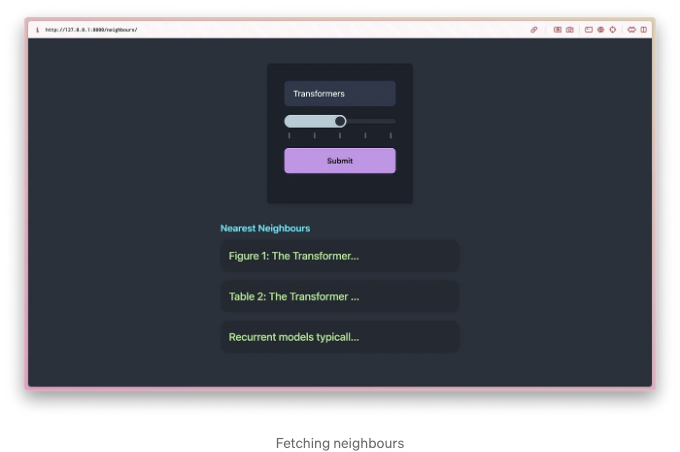 http://127.0.0.1:8000/neighbours/
Transformers
Submit
Nearest Neighbours
Figure 1: The Transformer...
Table 2: The Transformer ...
Recurrent models typicall...
Fetching neighbours